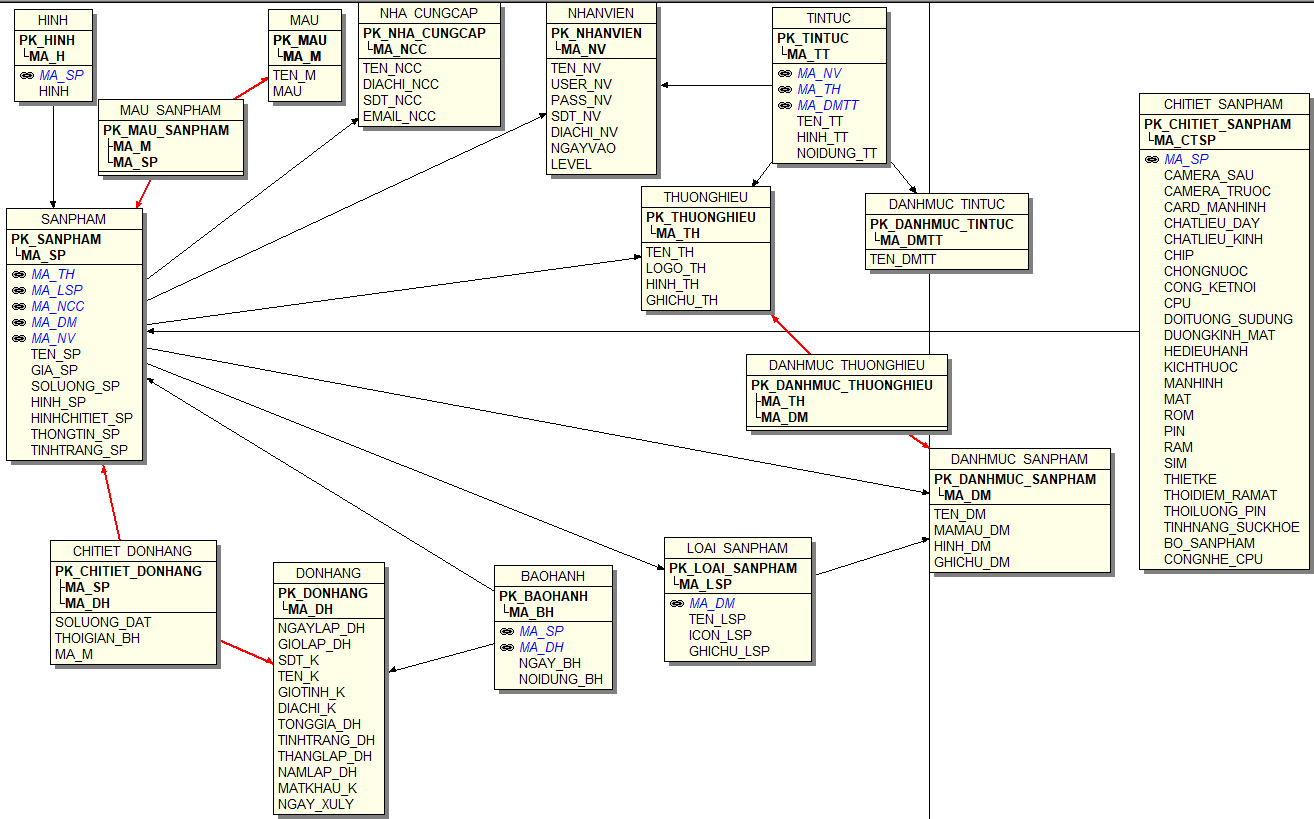 HINH
PK_HINH
MA_H
MA_SP
HINH
MAU
PK_MAU
MA_M
TEN_M
MAU
NHA_CUNGCAP
PK_NHA_CUNGCAP
MA_NCC
TEN_NCC
DIACHI_NCC
SDT_NCC
EMAIL_NCC
NHANVIEN
PK_NHANVIEN
MA_NV
TEN_NV
USER_NV
PASS_NV
SDT_NV
DIACHI_NV
NGAYVAO
LEVEL
TINTUC
PK_TINTUC
MA_TT
MA_NV
MA_TH
MA_DMTT
TEN_TT
HINH_TT
NOIDUNG_TT
MAU_SANPHAM
PK_MAU_SANPHAM
MA_M
MA_SP
CHITIET_SANPHAM
PK_CHITIET_SANPHAM
MA_CTSP
MA_SP
CAMERA_SAU
CAMERA_TRUOC
CARD_MANHINH
CHATLIEU_DAY
CHATLIEU_KINH
CHIP
CHONGNUOC
CONG_KETNOI
CPU
DOITUONG_SUDUNG
DUONGKINH_MAT
HEDIEUHANH
KICHTHUOC
MANHINH
MAT
ROM
PIN
RAM
SIM
THIETKE
THOIDIEM_RAMAT
THOILUONG_PIN
TINHNANG_SUCKHOE
BO_SANPHAM
CONGNHE_CPU
SANPHAM
PK_SANPHAM
MA_SP
MA_TH
MA_LSP
MA_NCC
MA_DM
MA_NV
TEN_SP
GIA_SP
SOLUONG_SP
HINH_SP
HINHCHITIET_SP
THONGTIN_SP
TINHTRANG_SP
THUONGHIEU
PK_THUONGHIEU
MA_TH
TEN_TH
LOGO_TH
HINH_TH
GHICHU_TH
DANHMUC_TINTUC
PK_DANHMUC_TINTUC
MA_DMTT
TEN_DMTT
DANHMUC_THUONGHIEU
PK_DANHMUC_THUONGHIEU
MA_TH
MA_DM
DANHMUC_SANPHAM
PK_DANHMUC_SANPHAM
MA_DM
TEN_DM
MAMAU_DM
HINH_DM
GHICHU_DM
CHITIET_DONHANG
PK_CHITIET_DONHANG
MA_SP
MA_DH
SOLUONG_DAT
THOIGIAN_BH
MA_M
DONHANG
PK_DONHANG
MA_DH
NGAYLAP_DH
GIOLAP_DH
SDT_K
TEN_K
GIOTINH_K
DIACHI_K
TONGGIA_DH
TINHTRANG_DH
THANGLAP_DH
NAMLAP_DH
MATKHAU_K
NGAY_XULY
BAOHANH
PK_BAOHANH
MA_BH
MA_SP
MA_DH
NGAY_BH
NOIDUNG_BH
LOAI_SANPHAM
PK_LOAI_SANPHAM
MA_LSP
MA_DM
TEN_LSP
ICON_LSP
GHICHU_LSP